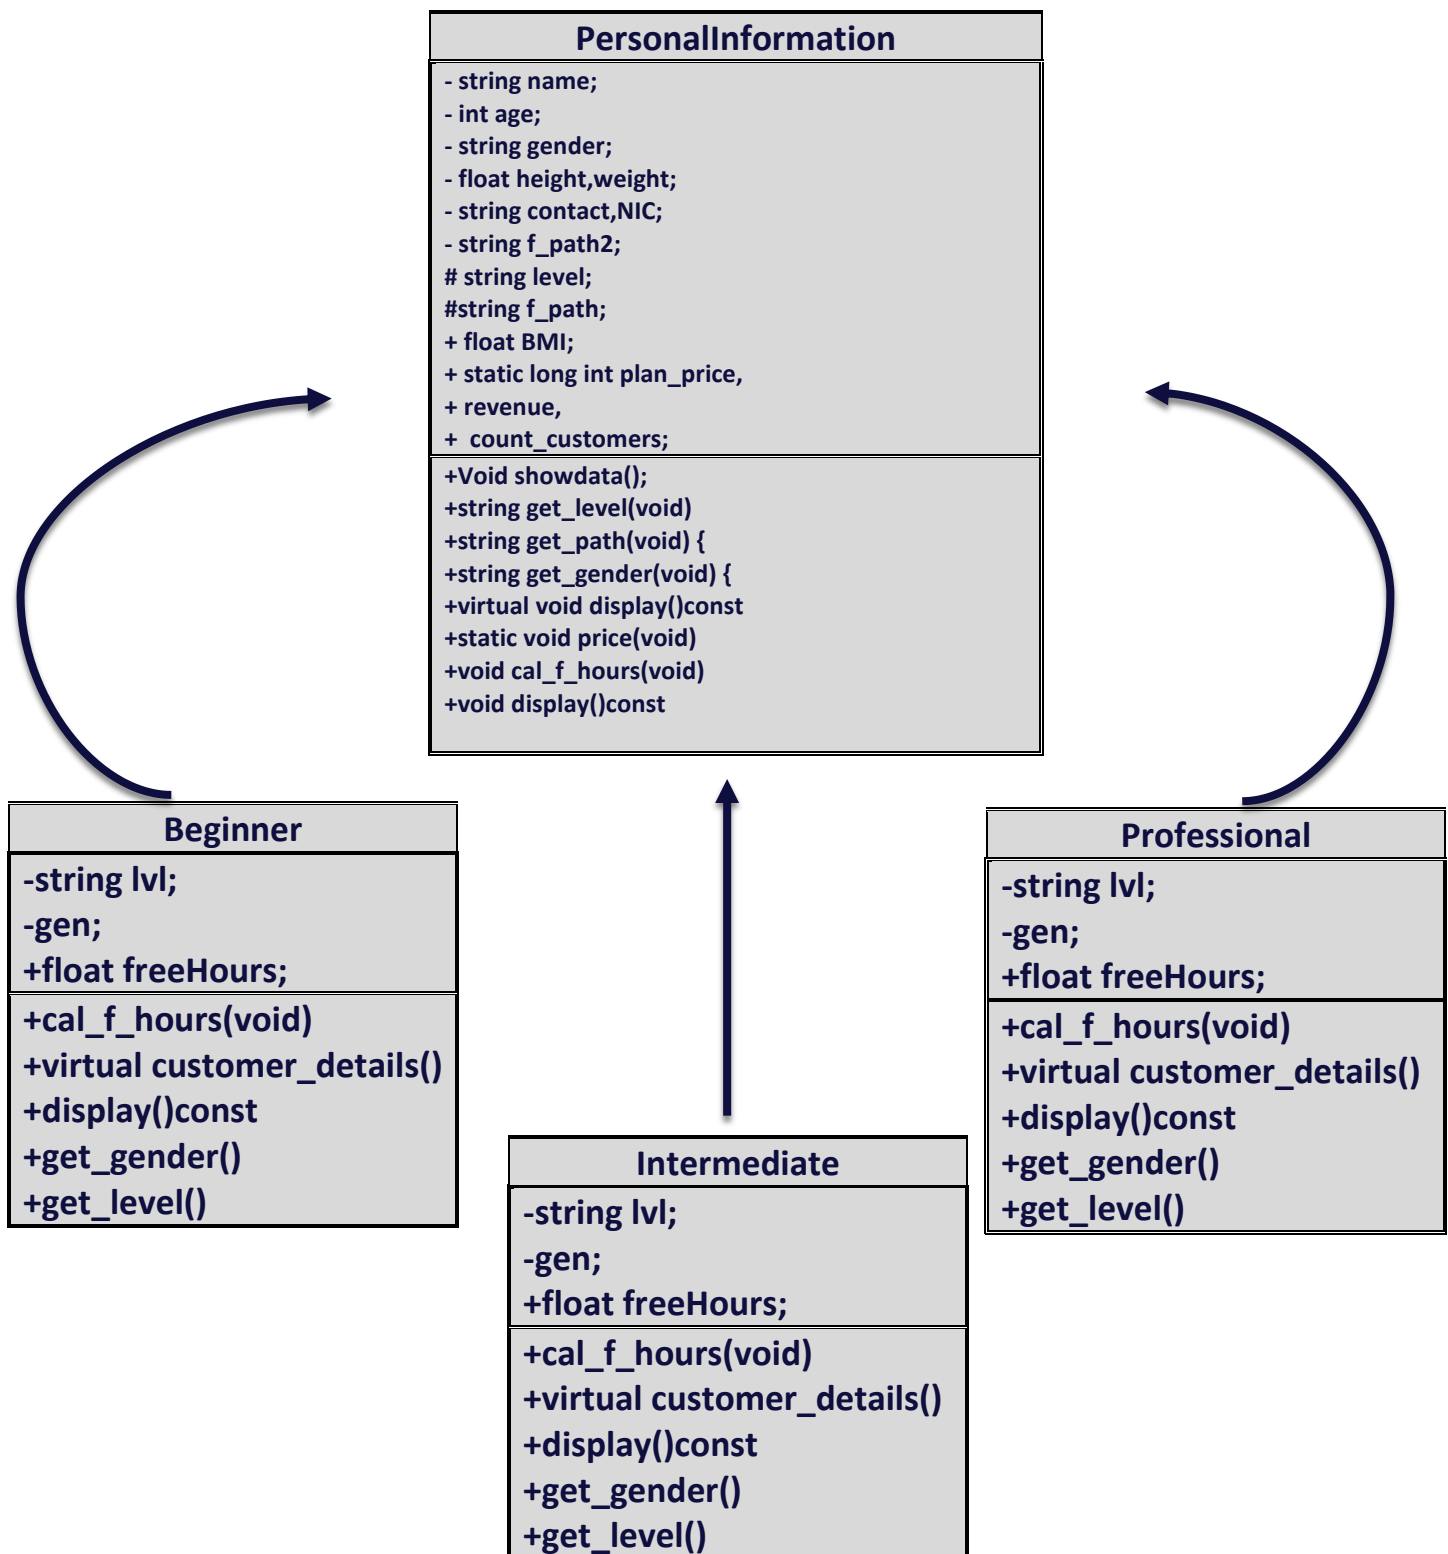 PersonalInformation
- string name;
- int age;
- string gender;
- float height,weight;
- string contact,NIC;
- string f_path2;
# string level;
#string f_path;
+ float BMI;
+ static long int plan_price,
+ revenue,
+  count_customers;
+Void showdata();
+string get_level(void)
+string get_path(void) {
+string get_gender(void) {
+virtual void display()const
+static void price(void)
+void cal_f_hours(void)
+void display()const
Beginner
-string lvl;
-gen;
+float freeHours;
+cal_f_hours(void)
+virtual customer_details()
+display()const
+get_gender()
+get_level()
Professional
-string lvl;
-gen;
+float freeHours;
+cal_f_hours(void)
+virtual customer_details()
+display()const
+get_gender()
+get_level()
Intermediate
-string lvl;
-gen;
+float freeHours;
+cal_f_hours(void)
+virtual customer_details()
+display()const
+get_gender()
+get_level()